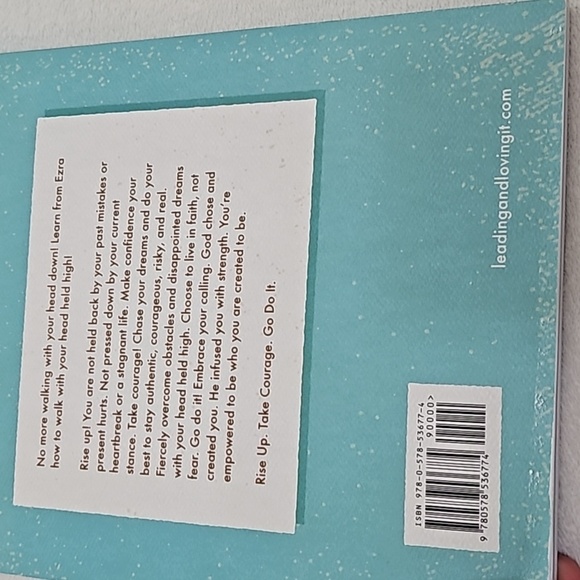 No more walking with your head down! Learn from Ezra
how to walk with your head held high!
Rise up! You are not held back by your past mistakes or
present hurts. Not pressed down by your current
heartbreak or a stagnant life. Make confidence your
stance. Take courage! Chase your dreams and do your
best to stay authentic, courageous, risky, and real.
Fiercely overcome obstacles and disappointed dreams
with your head held high. Choose to live in faith, not
fear. Go do it! Embrace your calling. God chose and
created you. He infused you with strength. You're
empowered to be who you are created to be.
Rise Up. Take Courage. Go Do It.
ISBN 978-0-578-53677-4
90000>
9 780578 536774
leadingandlovingit.com